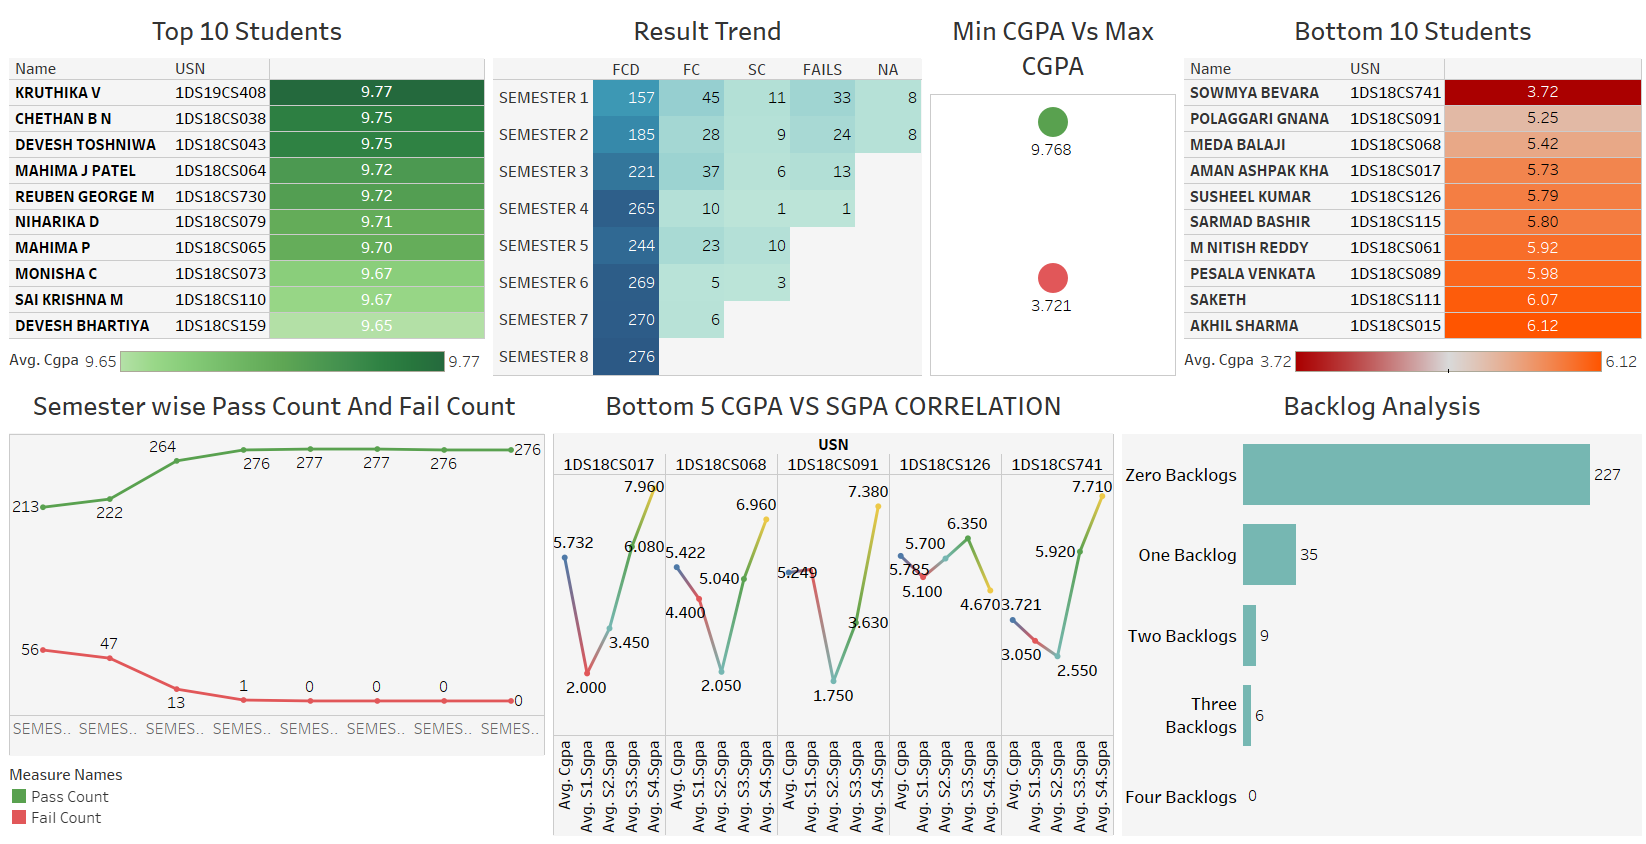 Top 10 Students
Name USN
KRUTHIKA V 1DS19CS408 9.77
CHETHAN B N 1DS18CS038 9.75
DEVESH TOSHNIWA 1DS18CS043 9.75
MAHIMA J PATEL 1DS18CS064 9.72
REUBEN GEORGE M 1DS18CS730 9.72
NIHARIKA D 1DS18CS079 9.71
MAHIMA P 1DS18CS065 9.70
MONISHA C 1DS18CS073 9.67
SAI KRISHNA M 1DS18CS110 9.67
DEVESH BHARTIYA 1DS18CS159 9.65
Avg. Cgpa 9.65 9.77
Result Trend
FCD FC SC FAILS NA
SEMESTER 1 157 45 11 33 8
SEMESTER 2 185 28 9 24 8
SEMESTER 3 221 37 6 13
SEMESTER 4 265 10 1 1
SEMESTER 5 244 23 10
SEMESTER 6 269 5 3
SEMESTER 7 270 6
SEMESTER 8 276
Min CGPA Vs Max
CGPA
9.768
3.721
Bottom 10 Students
Name USN
SOWMYA BEVARA 1DS18CS741 3.72
POLAGGARI GNANA 1DS18CS091 5.25
MEDA BALAJI 1DS18CS068 5.42
AMAN ASHPAK KHA 1DS18CS017 5.73
SUSHEEL KUMAR 1DS18CS126 5.79
SARMAD BASHIR 1DS18CS115 5.80
M NITISH REDDY 1DS18CS061 5.92
PESALA VENKATA 1DS18CS089 5.98
SAKETH 1DS18CS111 6.07
AKHIL SHARMA 1DS18CS015 6.12
Avg. Cgpa 3.72 6.12
Semester wise Pass Count And Fail Count
213 222 264 276 277 277 276 276
56 47 13 1 0 0 0 0
SEMES.. SEMES.. SEMES.. SEMES.. SEMES.. SEMES.. SEMES.. SEMES..
Measure Names
Pass Count
Fail Count
Bottom 5 CGPA VS SGPA CORRELATION
USN
1DS18CS017 1DS18CS068 1DS18CS091 1DS18CS126 1DS18CS741
5.732 2.000 3.450 6.080 7.960
5.422 4.400 2.050 5.040 6.960
5.249 1.750 3.630 7.380
5.785 5.100 5.700 6.350 4.670
3.721 3.050 2.550 5.920 7.710
Avg. Cgpa Avg. S1.Sgpa Avg. S2.Sgpa Avg. S3.Sgpa Avg. S4.Sgpa
Avg. Cgpa Avg. S1.Sgpa Avg. S2.Sgpa Avg. S3.Sgpa Avg. S4.Sgpa
Avg. Cgpa Avg. S1.Sgpa Avg. S2.Sgpa Avg. S3.Sgpa Avg. S4.Sgpa
Avg. Cgpa Avg. S1.Sgpa Avg. S2.Sgpa Avg. S3.Sgpa Avg. S4.Sgpa
Avg. Cgpa Avg. S1.Sgpa Avg. S2.Sgpa Avg. S3.Sgpa Avg. S4.Sgpa
Backlog Analysis
Zero Backlogs 227
One Backlog 35
Two Backlogs 9
Three
Backlogs 6
Four Backlogs 0